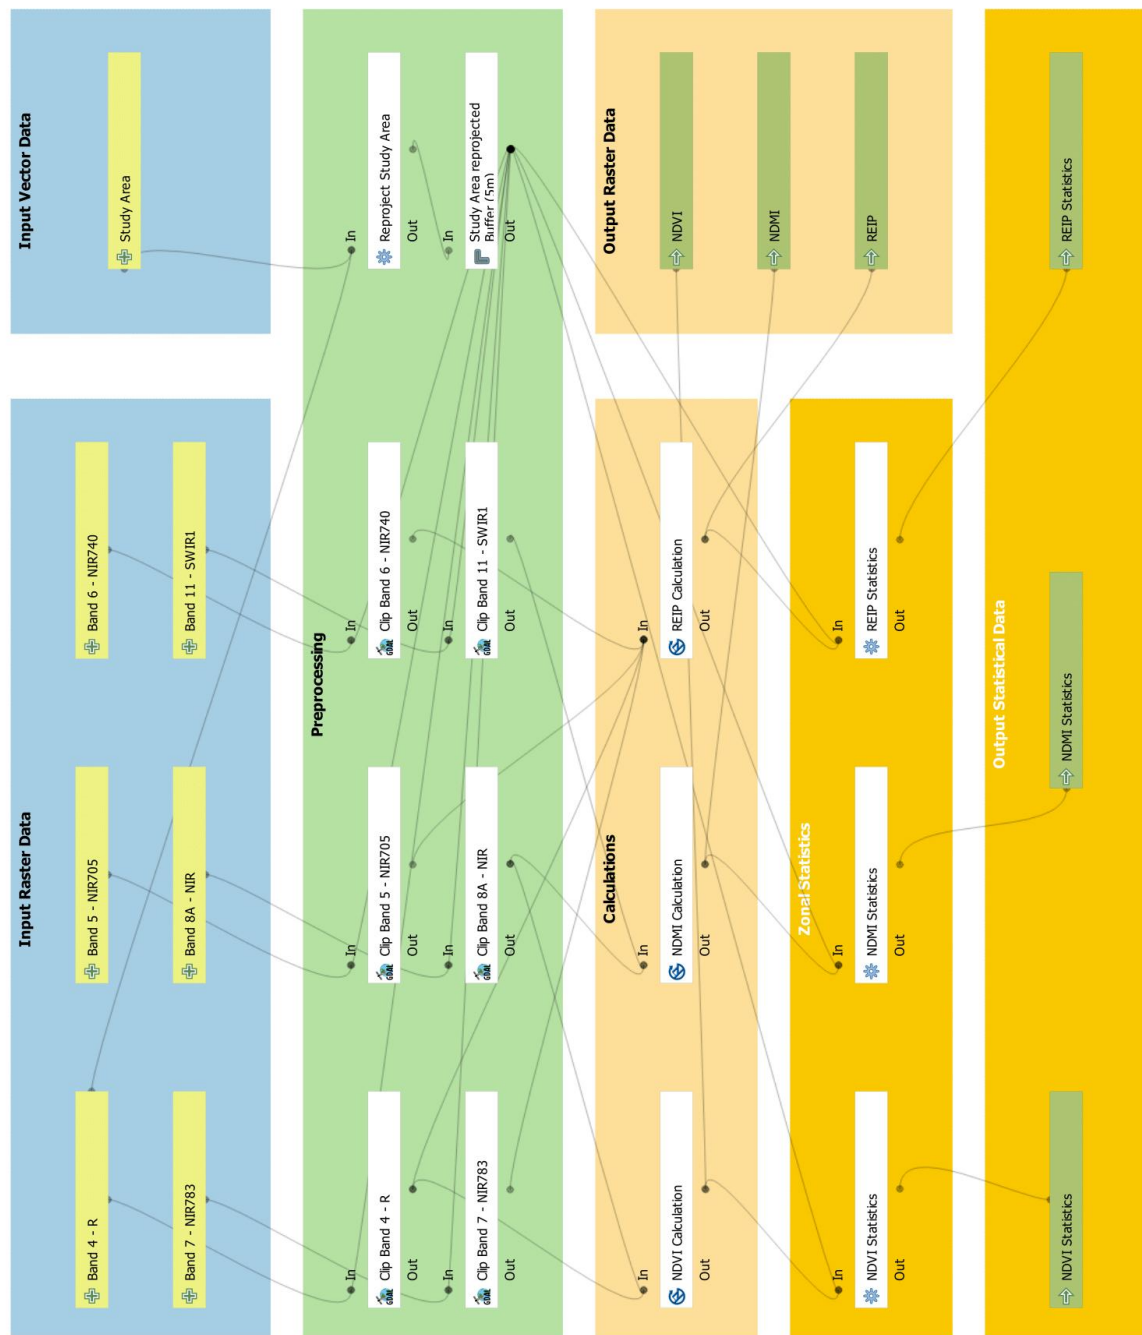 Input Raster Data
Band 4 - R
Band 5 - NIR705
Band 6 - NIR740
Band 7 - NIR783
Band 8A - NIR
Band 11 - SWIR1
Input Vector Data
Study Area
Preprocessing
In
Clip Band 4 - R
Out
In
Clip Band 5 - NIR705
Out
In
Clip Band 6 - NIR740
Out
In
Reproject Study Area
Out
In
Clip Band 7 - NIR783
Out
In
Clip Band 8A - NIR
Out
In
Clip Band 11 - SWIR1
Out
In
Study Area reprojected
Buffer (5m)
Out
Calculations
In
NDVI Calculation
Out
In
NDMI Calculation
Out
In
REIP Calculation
Out
Output Raster Data
NDVI
NDMI
REIP
Zonal Statistics
In
NDVI Statistics
Out
In
NDMI Statistics
Out
In
REIP Statistics
Out
Output Statistical Data
NDVI Statistics
NDMI Statistics
REIP Statistics